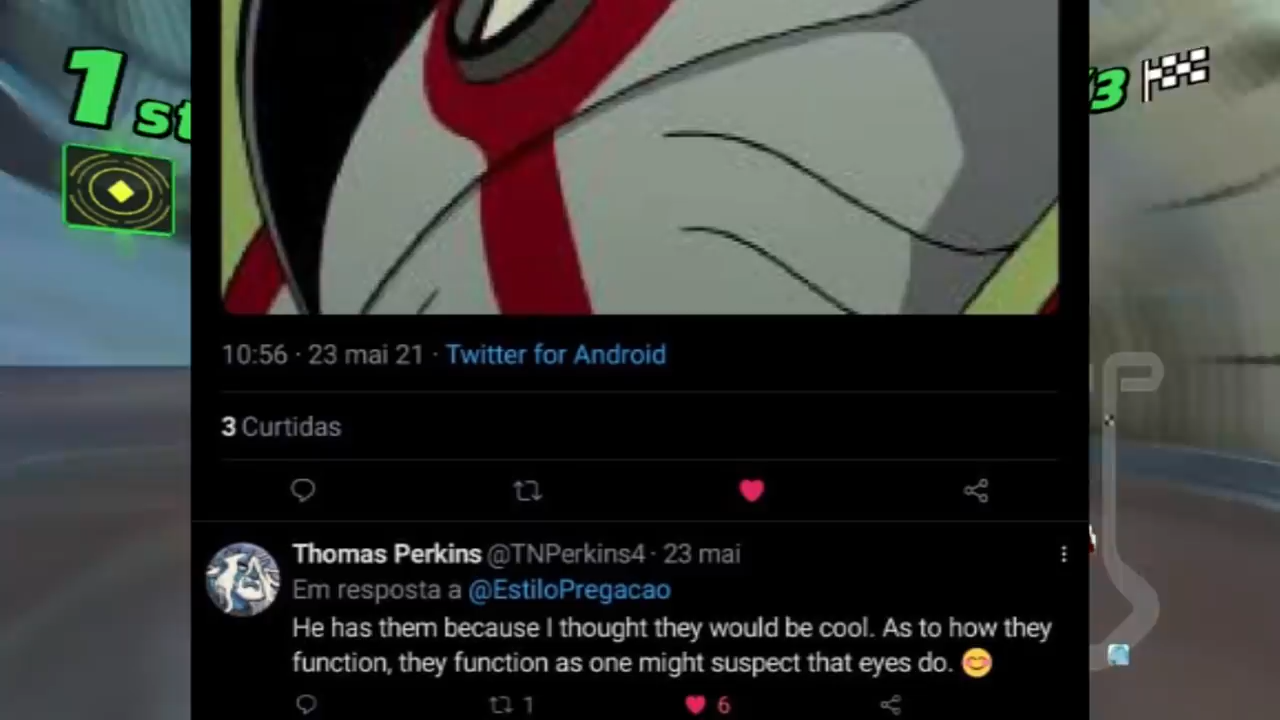 1st
/3
10:56 · 23 mai 21 · Twitter for Android
3 Curtidas
Thomas Perkins @TNPerkins4 · 23 mai
Em resposta a @EstiloPregacao
He has them because I thought they would be cool. As to how they
function, they function as one might suspect that eyes do. 😊
1 6